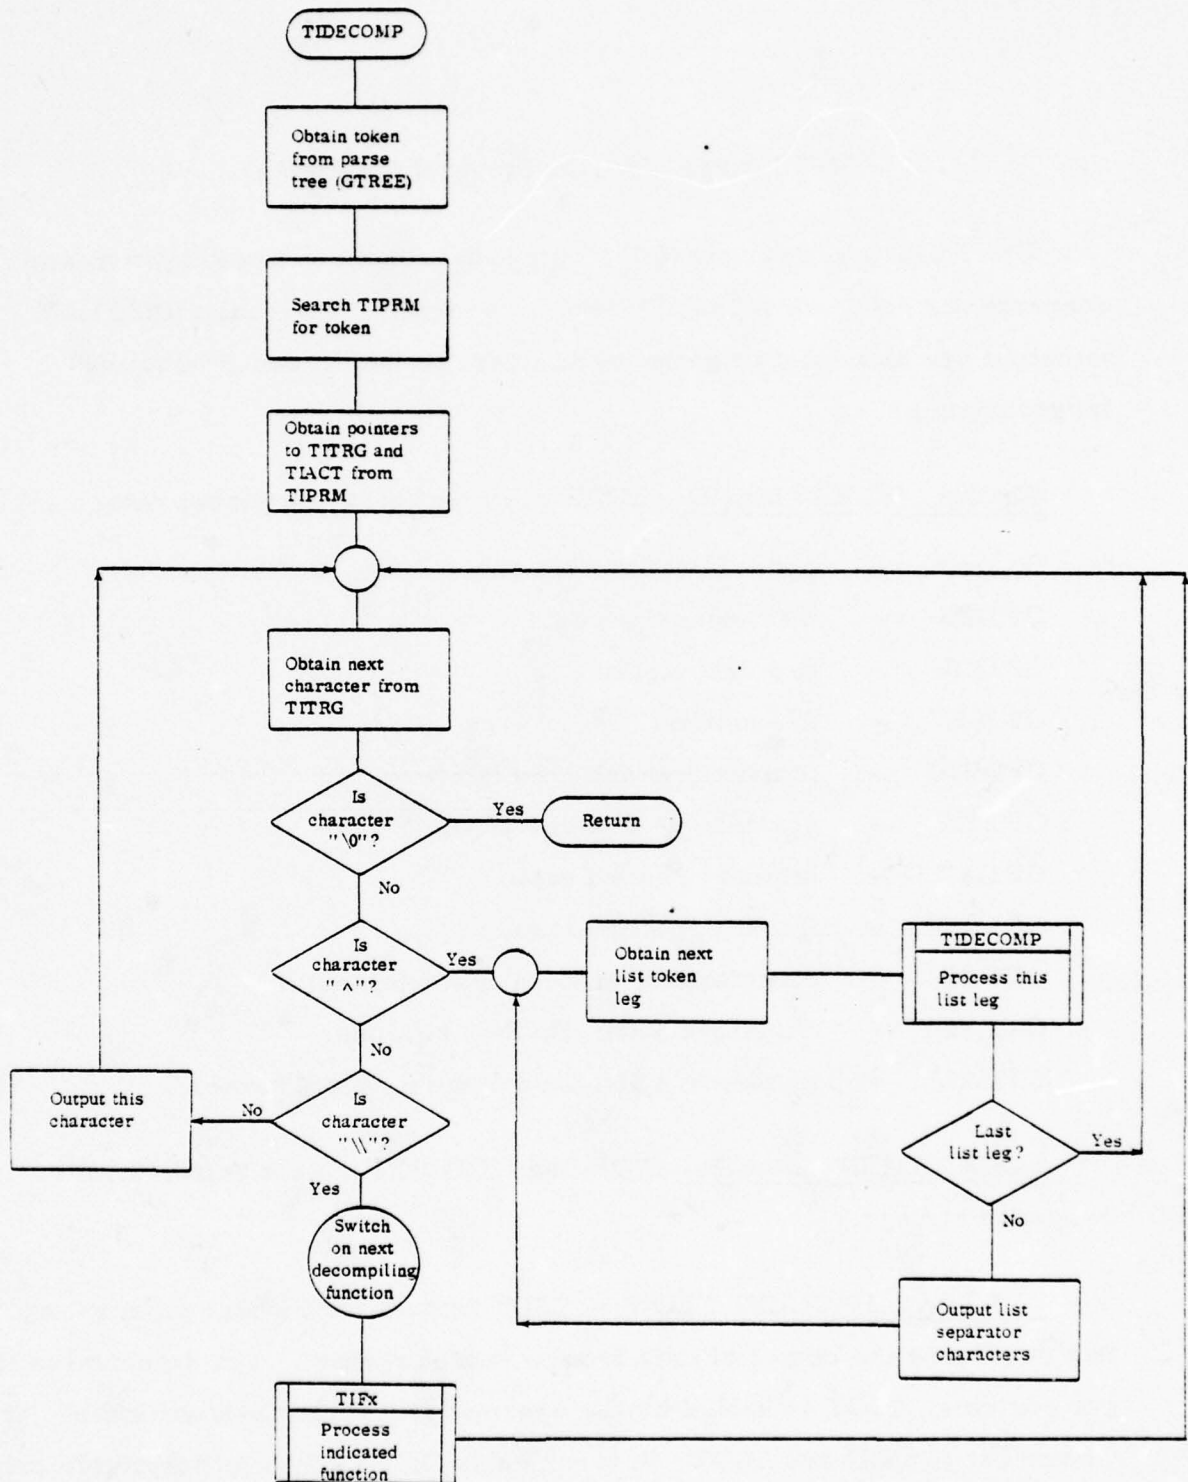 TIDECOMP
Obtain token
from parse
tree (GTREE)
Search TIPRM
for token
Obtain pointers
to TITRG and
TIACT from
TIPRM
Obtain next
character from
TITRG
Is
character
"\0"?
Yes
Return
No
Is
character
"^"?
Yes
Obtain next
list token
leg
TIDECOMP
Process this
list leg
No
Output this
character
No
Is
character
"\\"?
Last
list leg?
Yes
Yes
No
Switch
on next
decompiling
function
Output list
separator
characters
TIFx
Process
indicated
function